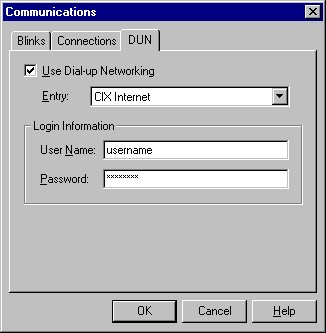 Communications
Blinks Connections DUN
Use Dial-up Networking
Entry: CIX Internet
Login Information
User Name: username
Password: ********
OK Cancel Help